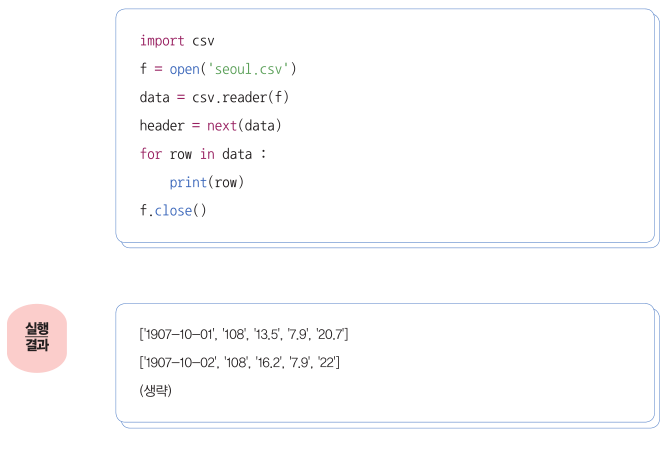 import csv
f = open('seoul.csv')
data = csv.reader(f)
header = next(data)
for row in data :
    print(row)
f.close()
실행
결과
['1907-10-01', '108', '13.5', '7.9', '20.7']
['1907-10-02', '108', '16.2', '7.9', '22']
(생략)